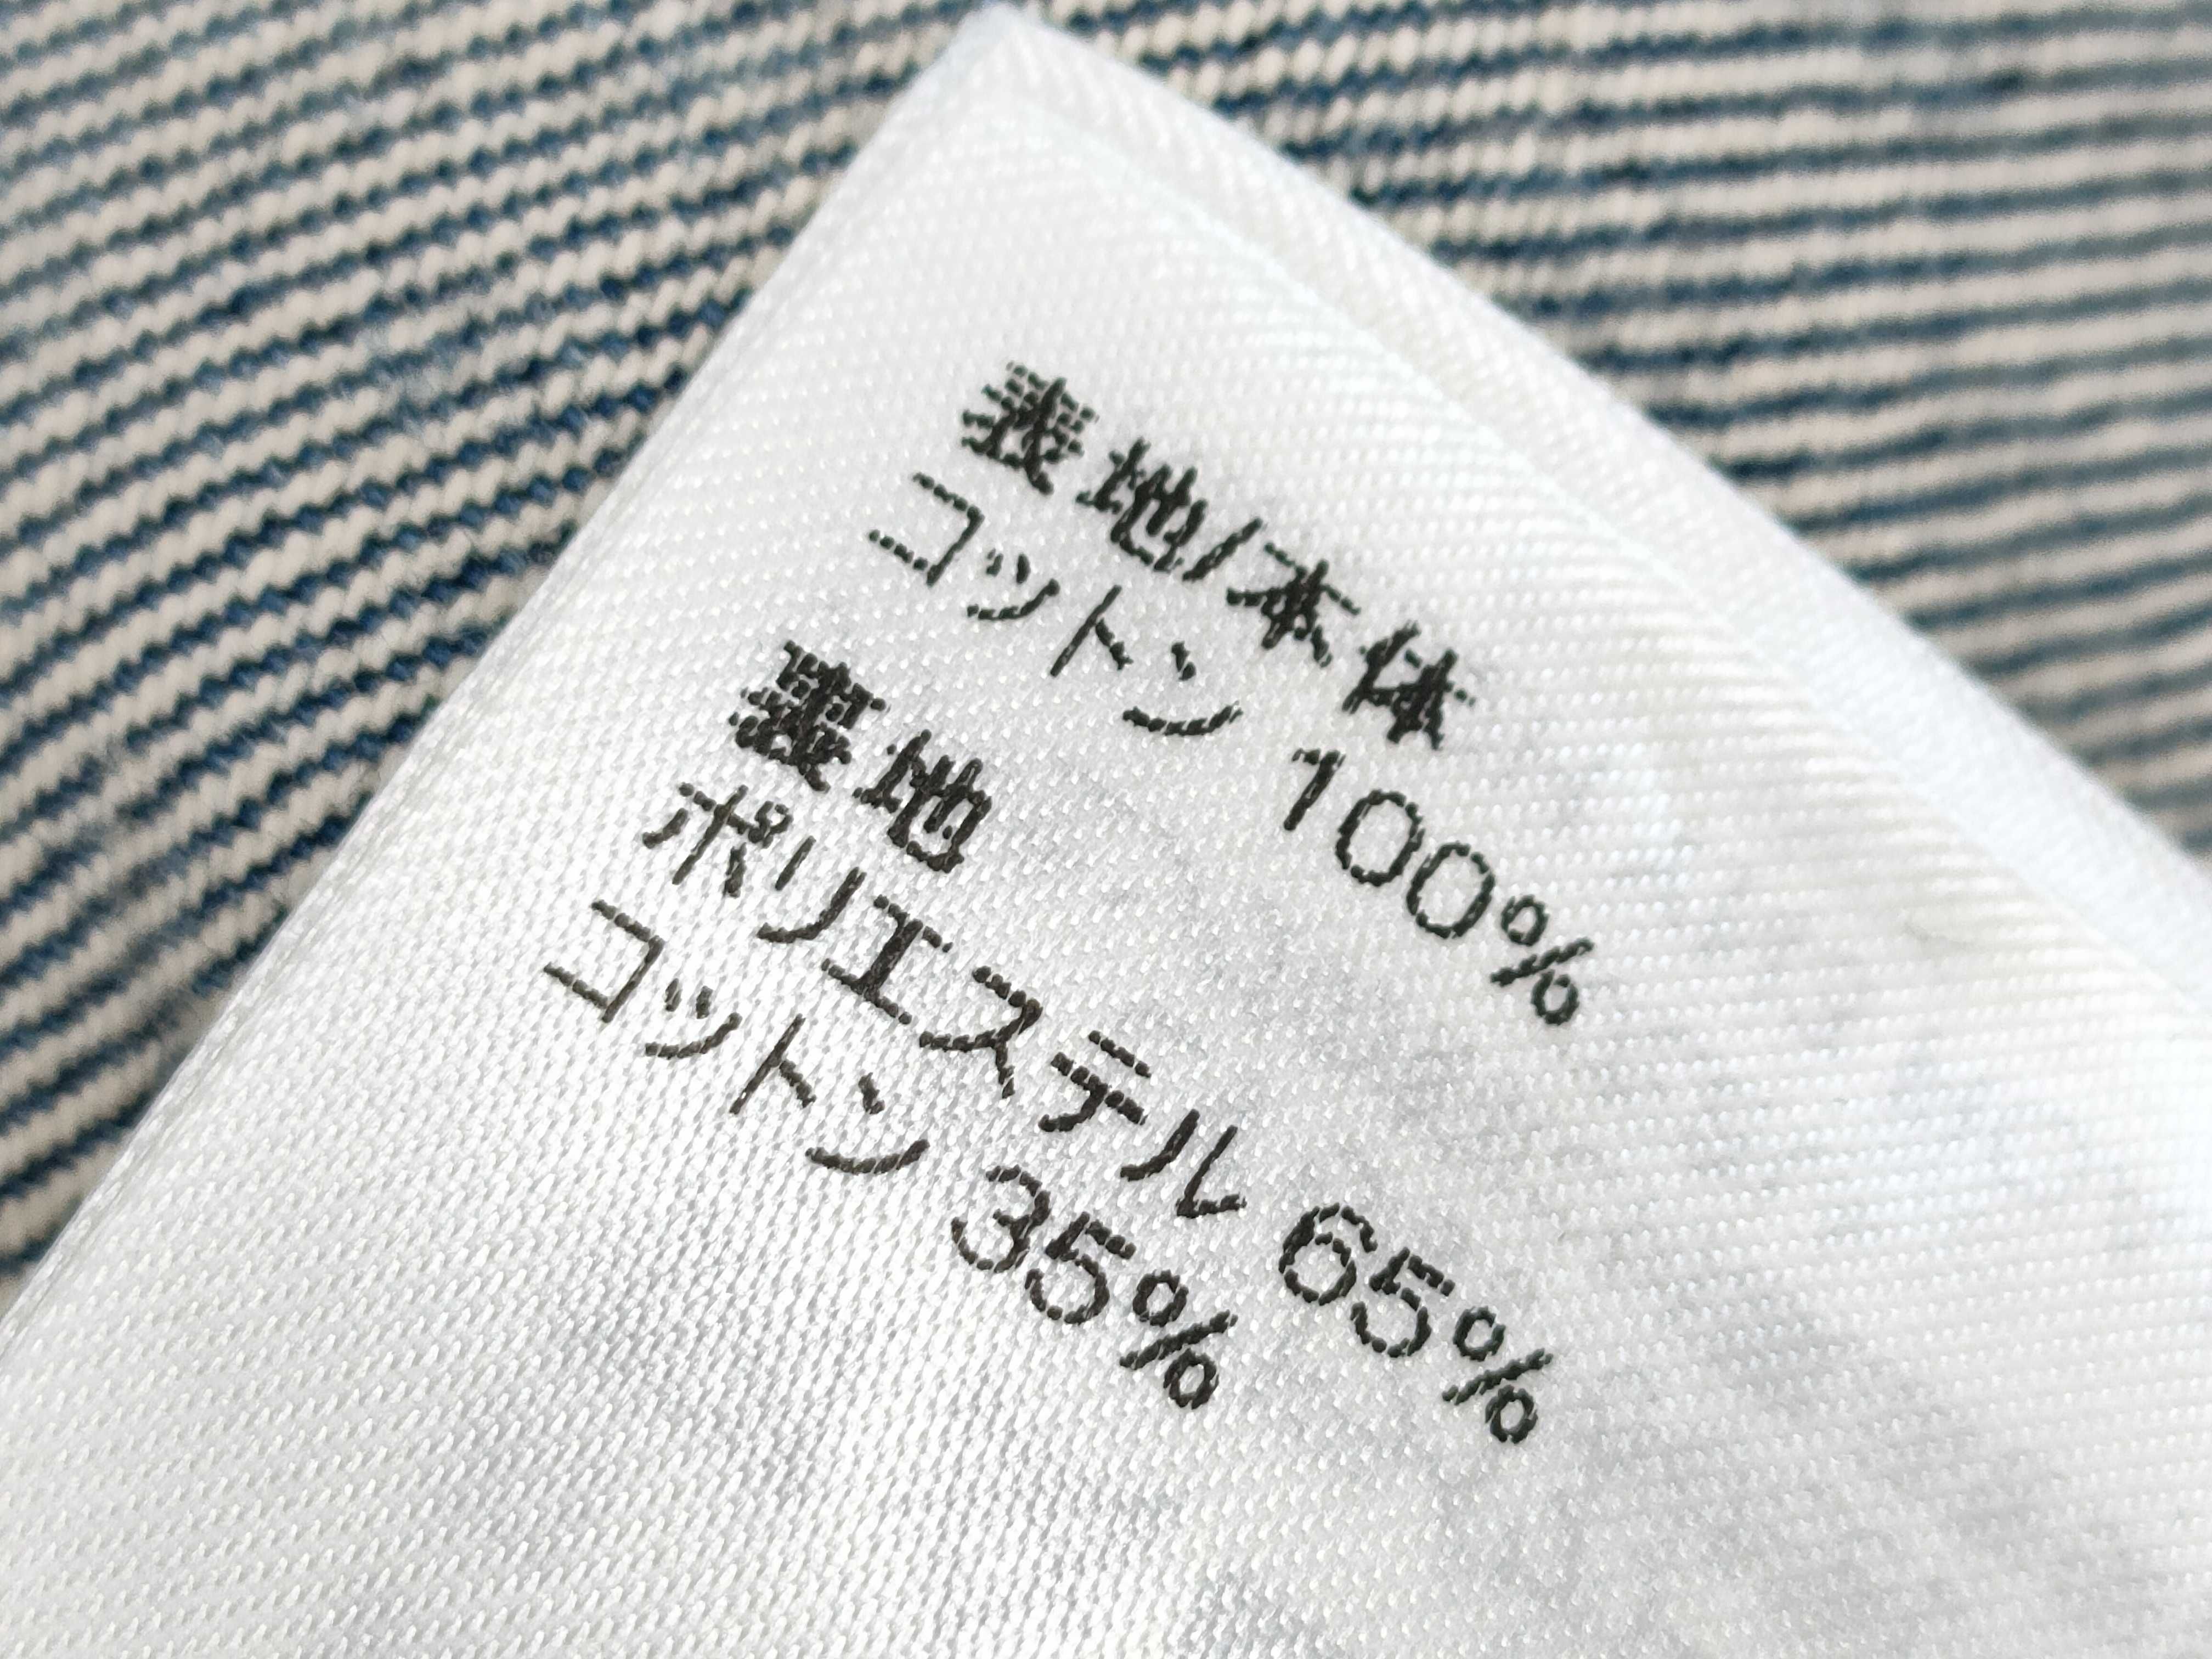 表地/本体
コットン 100%
裏地
ポリエステル 65%
コットン 35%